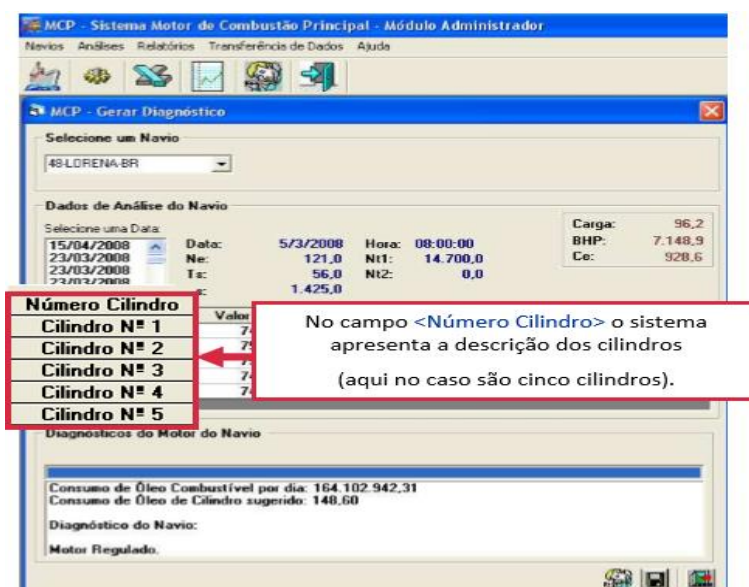 MCP - Sistema Motor de Combustão Principal - Módulo Administrador
Navios Análises Relatórios Transferência de Dados Ajuda
MCP - Gerar Diagnóstico
Selecione um Navio
48-LORENA-BR
Dados de Análise do Navio
Selecione uma Data:
15/04/2008
23/03/2008
23/03/2008
23/03/2008
Data: 5/3/2008 Hora: 08:00:00
Ne: 121,0 Nt1: 14.700,0
Ts: 56,0 Nt2: 0,0
1.425,0
Carga: 96,2
BHP: 7.148,9
Ce: 928,6
Número Cilindro
Cilindro Nº 1
Cilindro Nº 2
Cilindro Nº 3
Cilindro Nº 4
Cilindro Nº 5
Valor
No campo <Número Cilindro> o sistema
apresenta a descrição dos cilindros
(aqui no caso são cinco cilindros).
Diagnósticos do Motor do Navio
Consumo de Óleo Combustível por dia: 164.102.942,31
Consumo de Óleo de Cilindro sugerido: 148,60
Diagnóstico do Navio:
Motor Regulado.